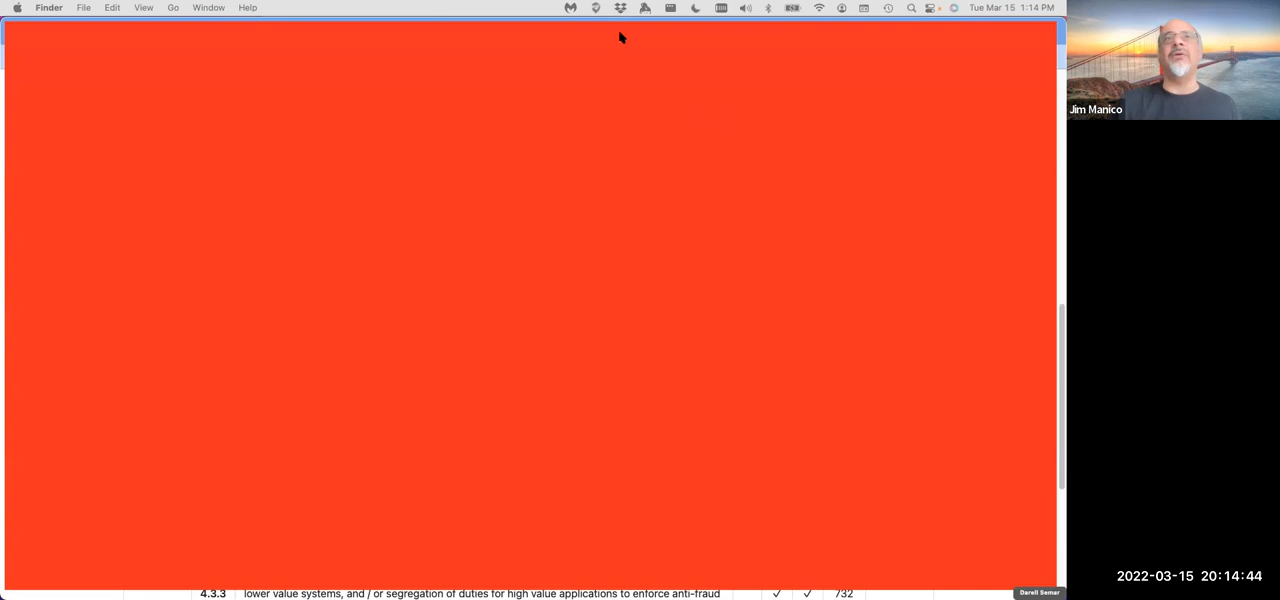 Finder File Edit View Go Window Help Tue Mar 15 1:14 PM
Jim Manico
4.3.3 lower value systems, and / or segregation of duties for high value applications to enforce anti-fraud ✓ ✓ 732
Darell Semar
2022-03-15 20:14:44